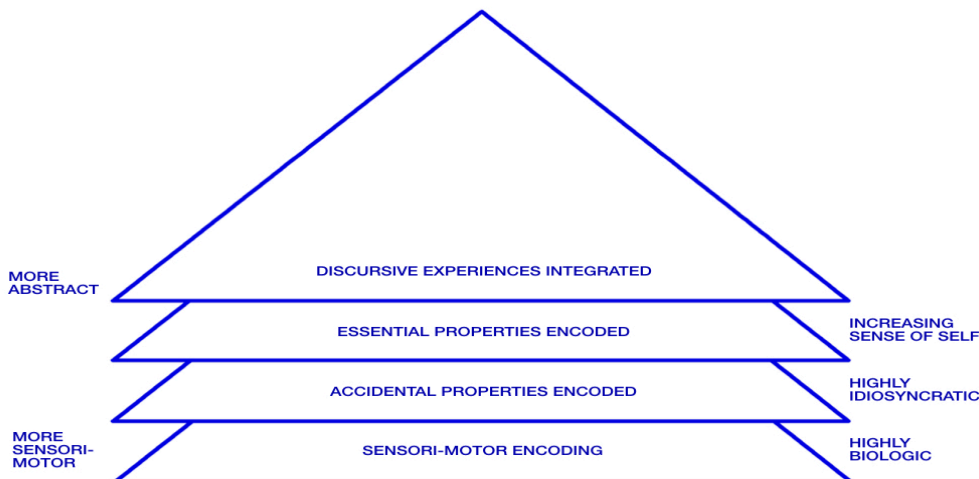 DISCURSIVE EXPERIENCES INTEGRATED
MORE
ABSTRACT
ESSENTIAL PROPERTIES ENCODED
INCREASING
SENSE OF SELF
ACCIDENTAL PROPERTIES ENCODED
HIGHLY
IDIOSYNCRATIC
MORE
SENSORI-
MOTOR
SENSORI-MOTOR ENCODING
HIGHLY
BIOLOGIC